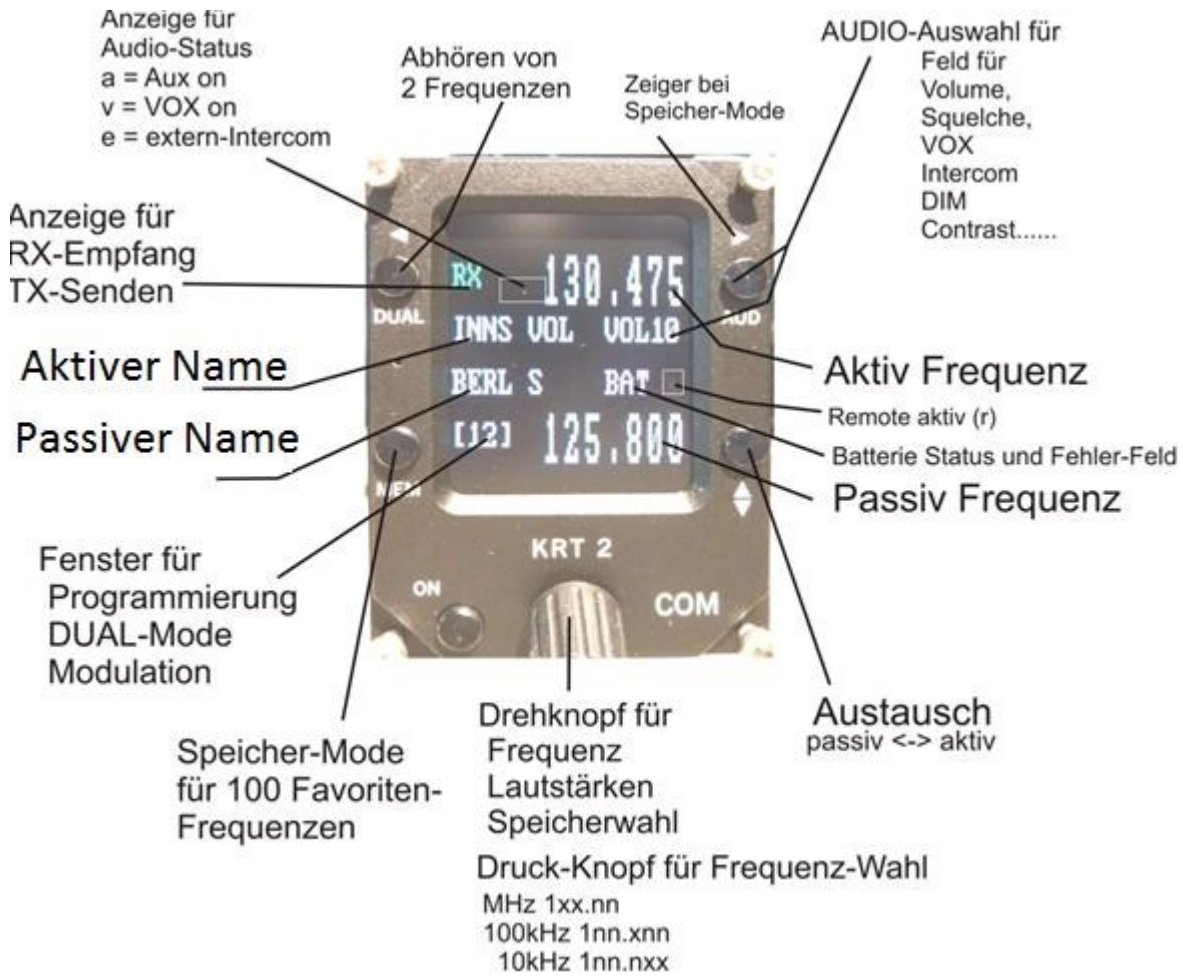 Anzeige für
Audio-Status
a = Aux on
v = VOX on
e = extern-Intercom
Abhören von
2 Frequenzen
Zeiger bei
Speicher-Mode
AUDIO-Auswahl für
Feld für
Volume,
Squelche,
VOX
Intercom
DIM
Contrast......
Anzeige für
RX-Empfang
TX-Senden
RX 130.475
DUAL
AUD
INNS VOL VOL10
Aktiver Name
BERL S BAT
Aktiv Frequenz
Remote aktiv (r)
Passiver Name
[12] 125.800
Batterie Status und Fehler-Feld
Passiv Frequenz
MEM
KRT 2
ON
COM
Fenster für
Programmierung
DUAL-Mode
Modulation
Speicher-Mode
für 100 Favoriten-
Frequenzen
Drehknopf für
Frequenz
Lautstärken
Speicherwahl
Austausch
passiv <-> aktiv
Druck-Knopf für Frequenz-Wahl
MHz 1xx.nn
100kHz 1nn.xnn
10kHz 1nn.nxx